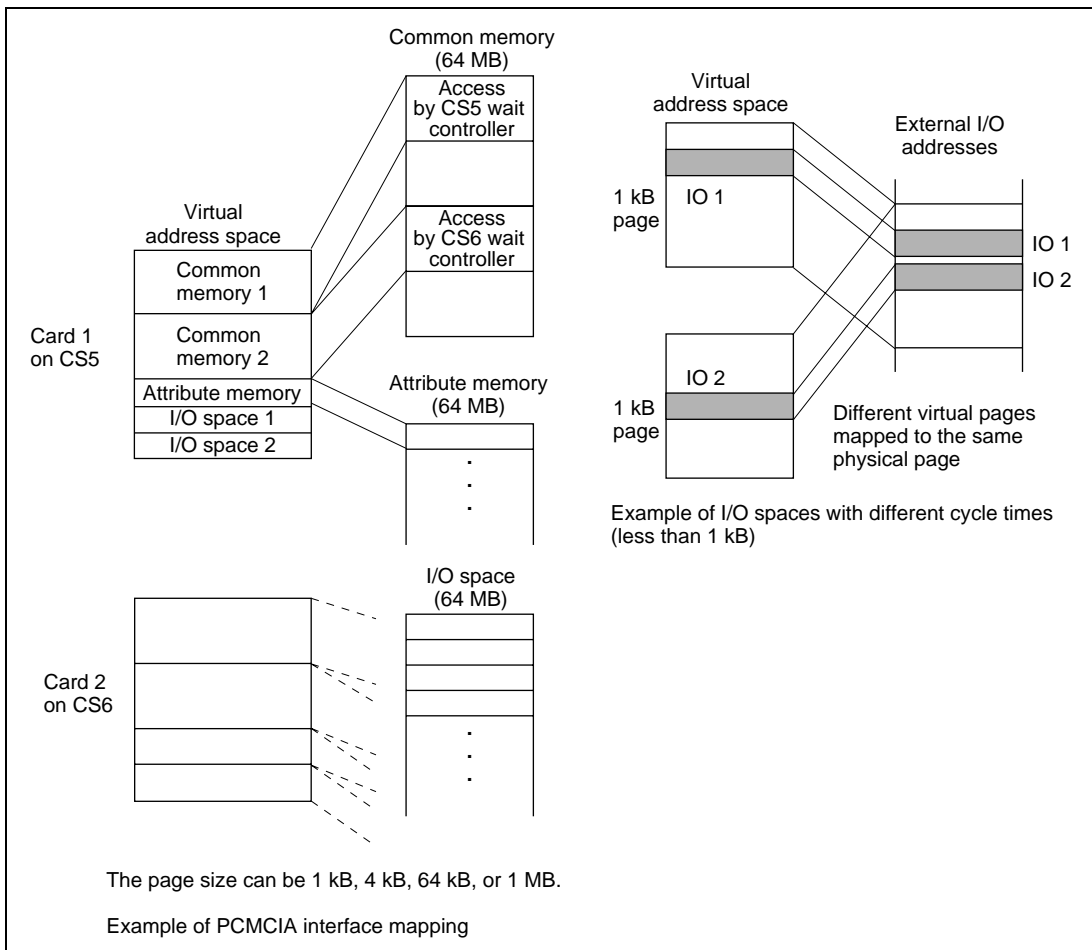 Common memory
(64 MB)
Access
by CS5 wait
controller
Access
by CS6 wait
controller
Virtual
address space
Common
memory 1
Common
memory 2
Attribute memory
I/O space 1
I/O space 2
Card 1
on CS5
Attribute memory
(64 MB)
I/O space
(64 MB)
Card 2
on CS6
The page size can be 1 kB, 4 kB, 64 kB, or 1 MB.
Example of PCMCIA interface mapping
Virtual
address space
External I/O
addresses
1 kB
page
IO 1
IO 1
IO 2
IO 2
1 kB
page
Different virtual pages
mapped to the same
physical page
Example of I/O spaces with different cycle times
(less than 1 kB)